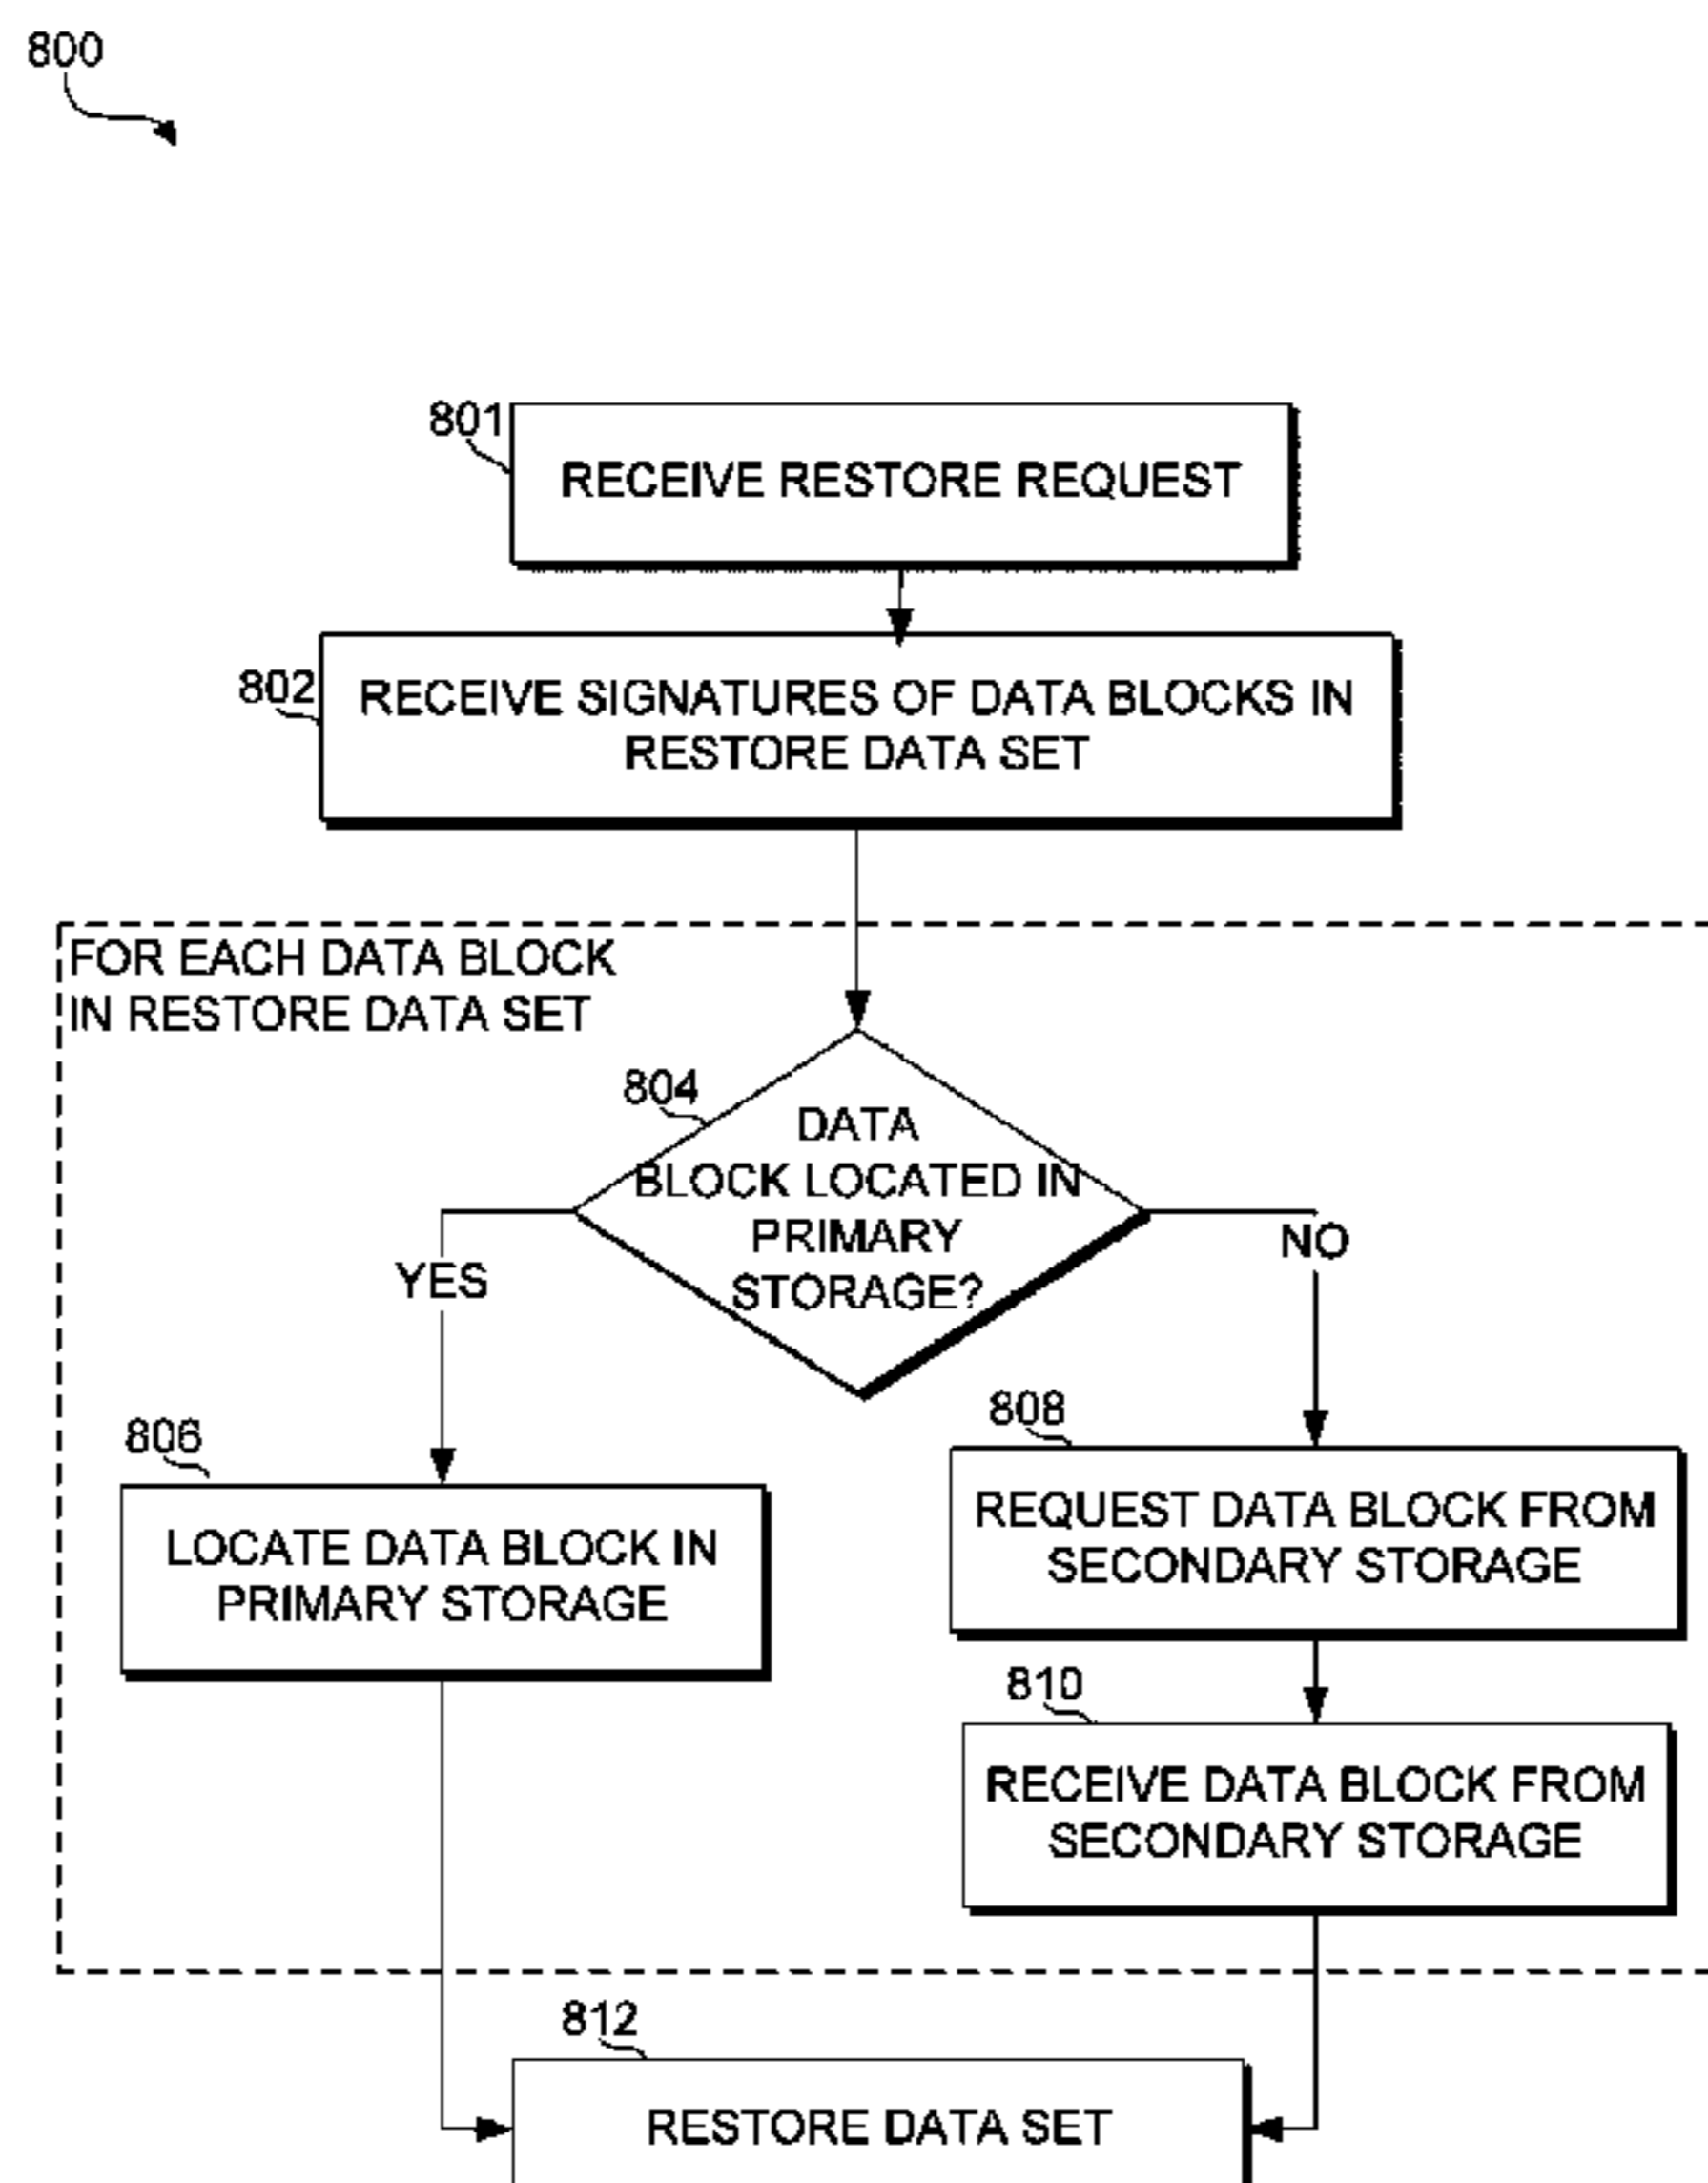 800
801
RECEIVE RESTORE REQUEST
802
RECEIVE SIGNATURES OF DATA BLOCKS IN
RESTORE DATA SET
FOR EACH DATA BLOCK
IN RESTORE DATA SET
804
DATA
BLOCK LOCATED IN
PRIMARY
STORAGE?
YES
NO
806
LOCATE DATA BLOCK IN
PRIMARY STORAGE
808
REQUEST DATA BLOCK FROM
SECONDARY STORAGE
810
RECEIVE DATA BLOCK FROM
SECONDARY STORAGE
812
RESTORE DATA SET